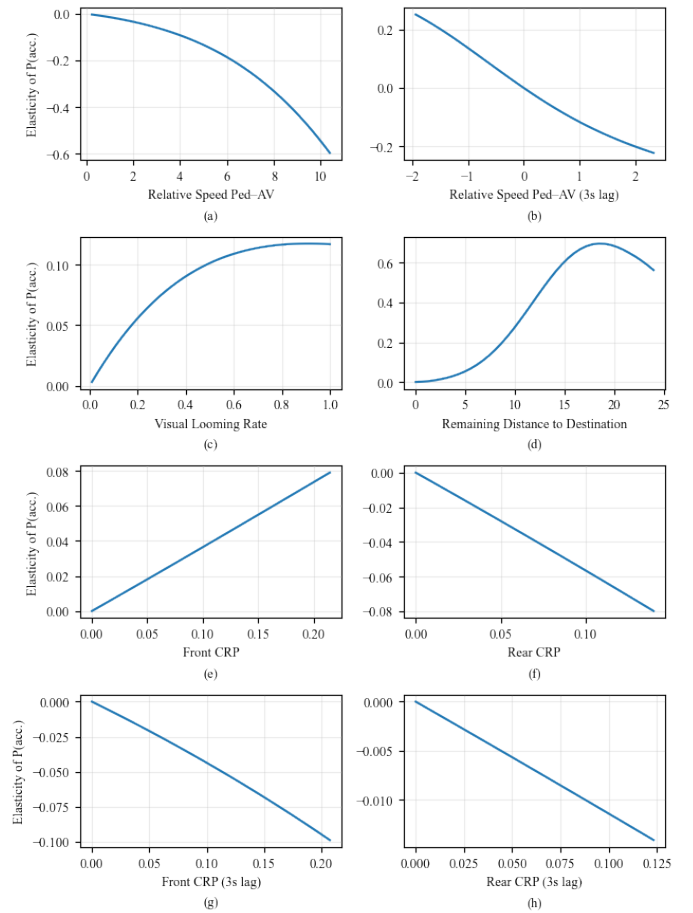 Elasticity of P(acc.)
0.0
−0.2
−0.4
−0.6
0 2 4 6 8 10
Relative Speed Ped–AV
(a)
0.2
0.0
−0.2
−2 −1 0 1 2
Relative Speed Ped–AV (3s lag)
(b)
Elasticity of P(acc.)
0.10
0.05
0.00
0.0 0.2 0.4 0.6 0.8 1.0
Visual Looming Rate
(c)
0.6
0.4
0.2
0.0
0 5 10 15 20 25
Remaining Distance to Destination
(d)
Elasticity of P(acc.)
0.08
0.06
0.04
0.02
0.00
0.00 0.05 0.10 0.15 0.20
Front CRP
(e)
0.00
−0.02
−0.04
−0.06
−0.08
0.00 0.05 0.10
Rear CRP
(f)
Elasticity of P(acc.)
0.000
−0.025
−0.050
−0.075
−0.100
0.00 0.05 0.10 0.15 0.20
Front CRP (3s lag)
(g)
0.000
−0.005
−0.010
0.000 0.025 0.050 0.075 0.100 0.125
Rear CRP (3s lag)
(h)